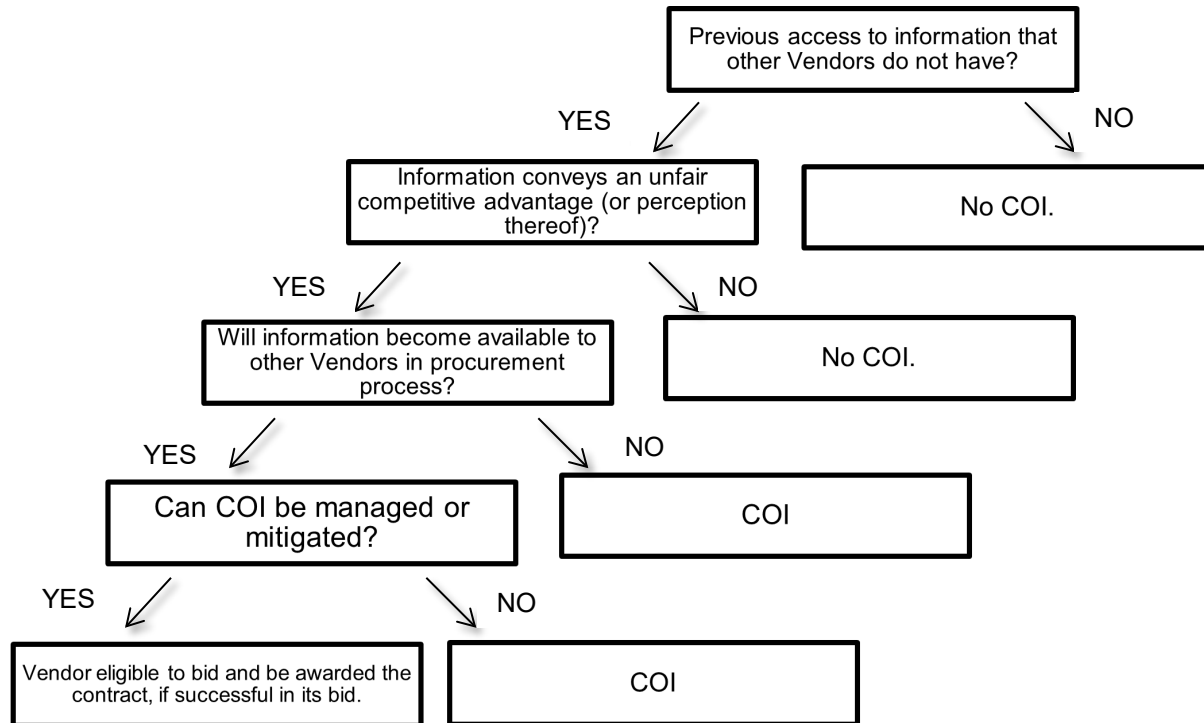 Previous access to information that
other Vendors do not have?
YES
NO
Information conveys an unfair
competitive advantage (or perception
thereof)?
No COI.
YES
NO
Will information become available to
other Vendors in procurement
process?
No COI.
YES
NO
Can COI be managed or
mitigated?
COI
YES
NO
Vendor eligible to bid and be awarded the
contract, if successful in its bid.
COI